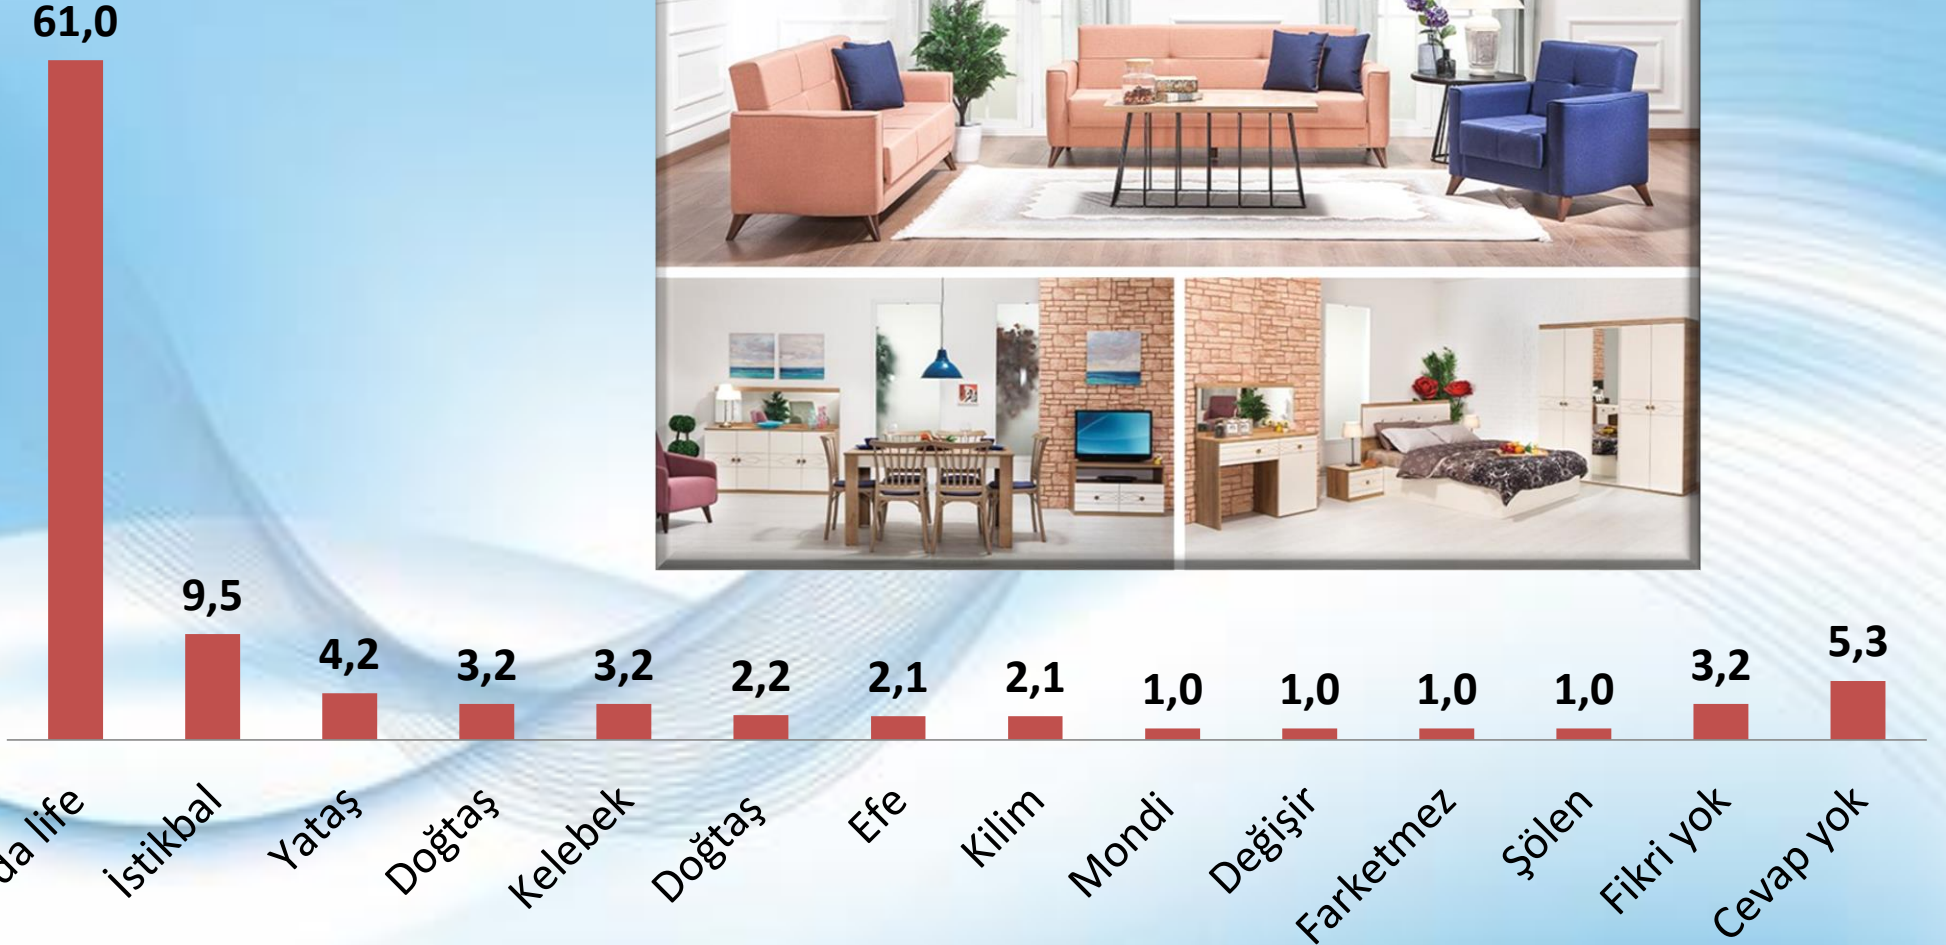 61,0
9,5
4,2
3,2
3,2
2,2
2,1
2,1
1,0
1,0
1,0
1,0
3,2
5,3
da life
İstikbal
Yataş
Doğtaş
Kelebek
Doğtaş
Efe
Kilim
Mondi
Değişir
Farketmez
Şölen
Fikri yok
Cevap yok